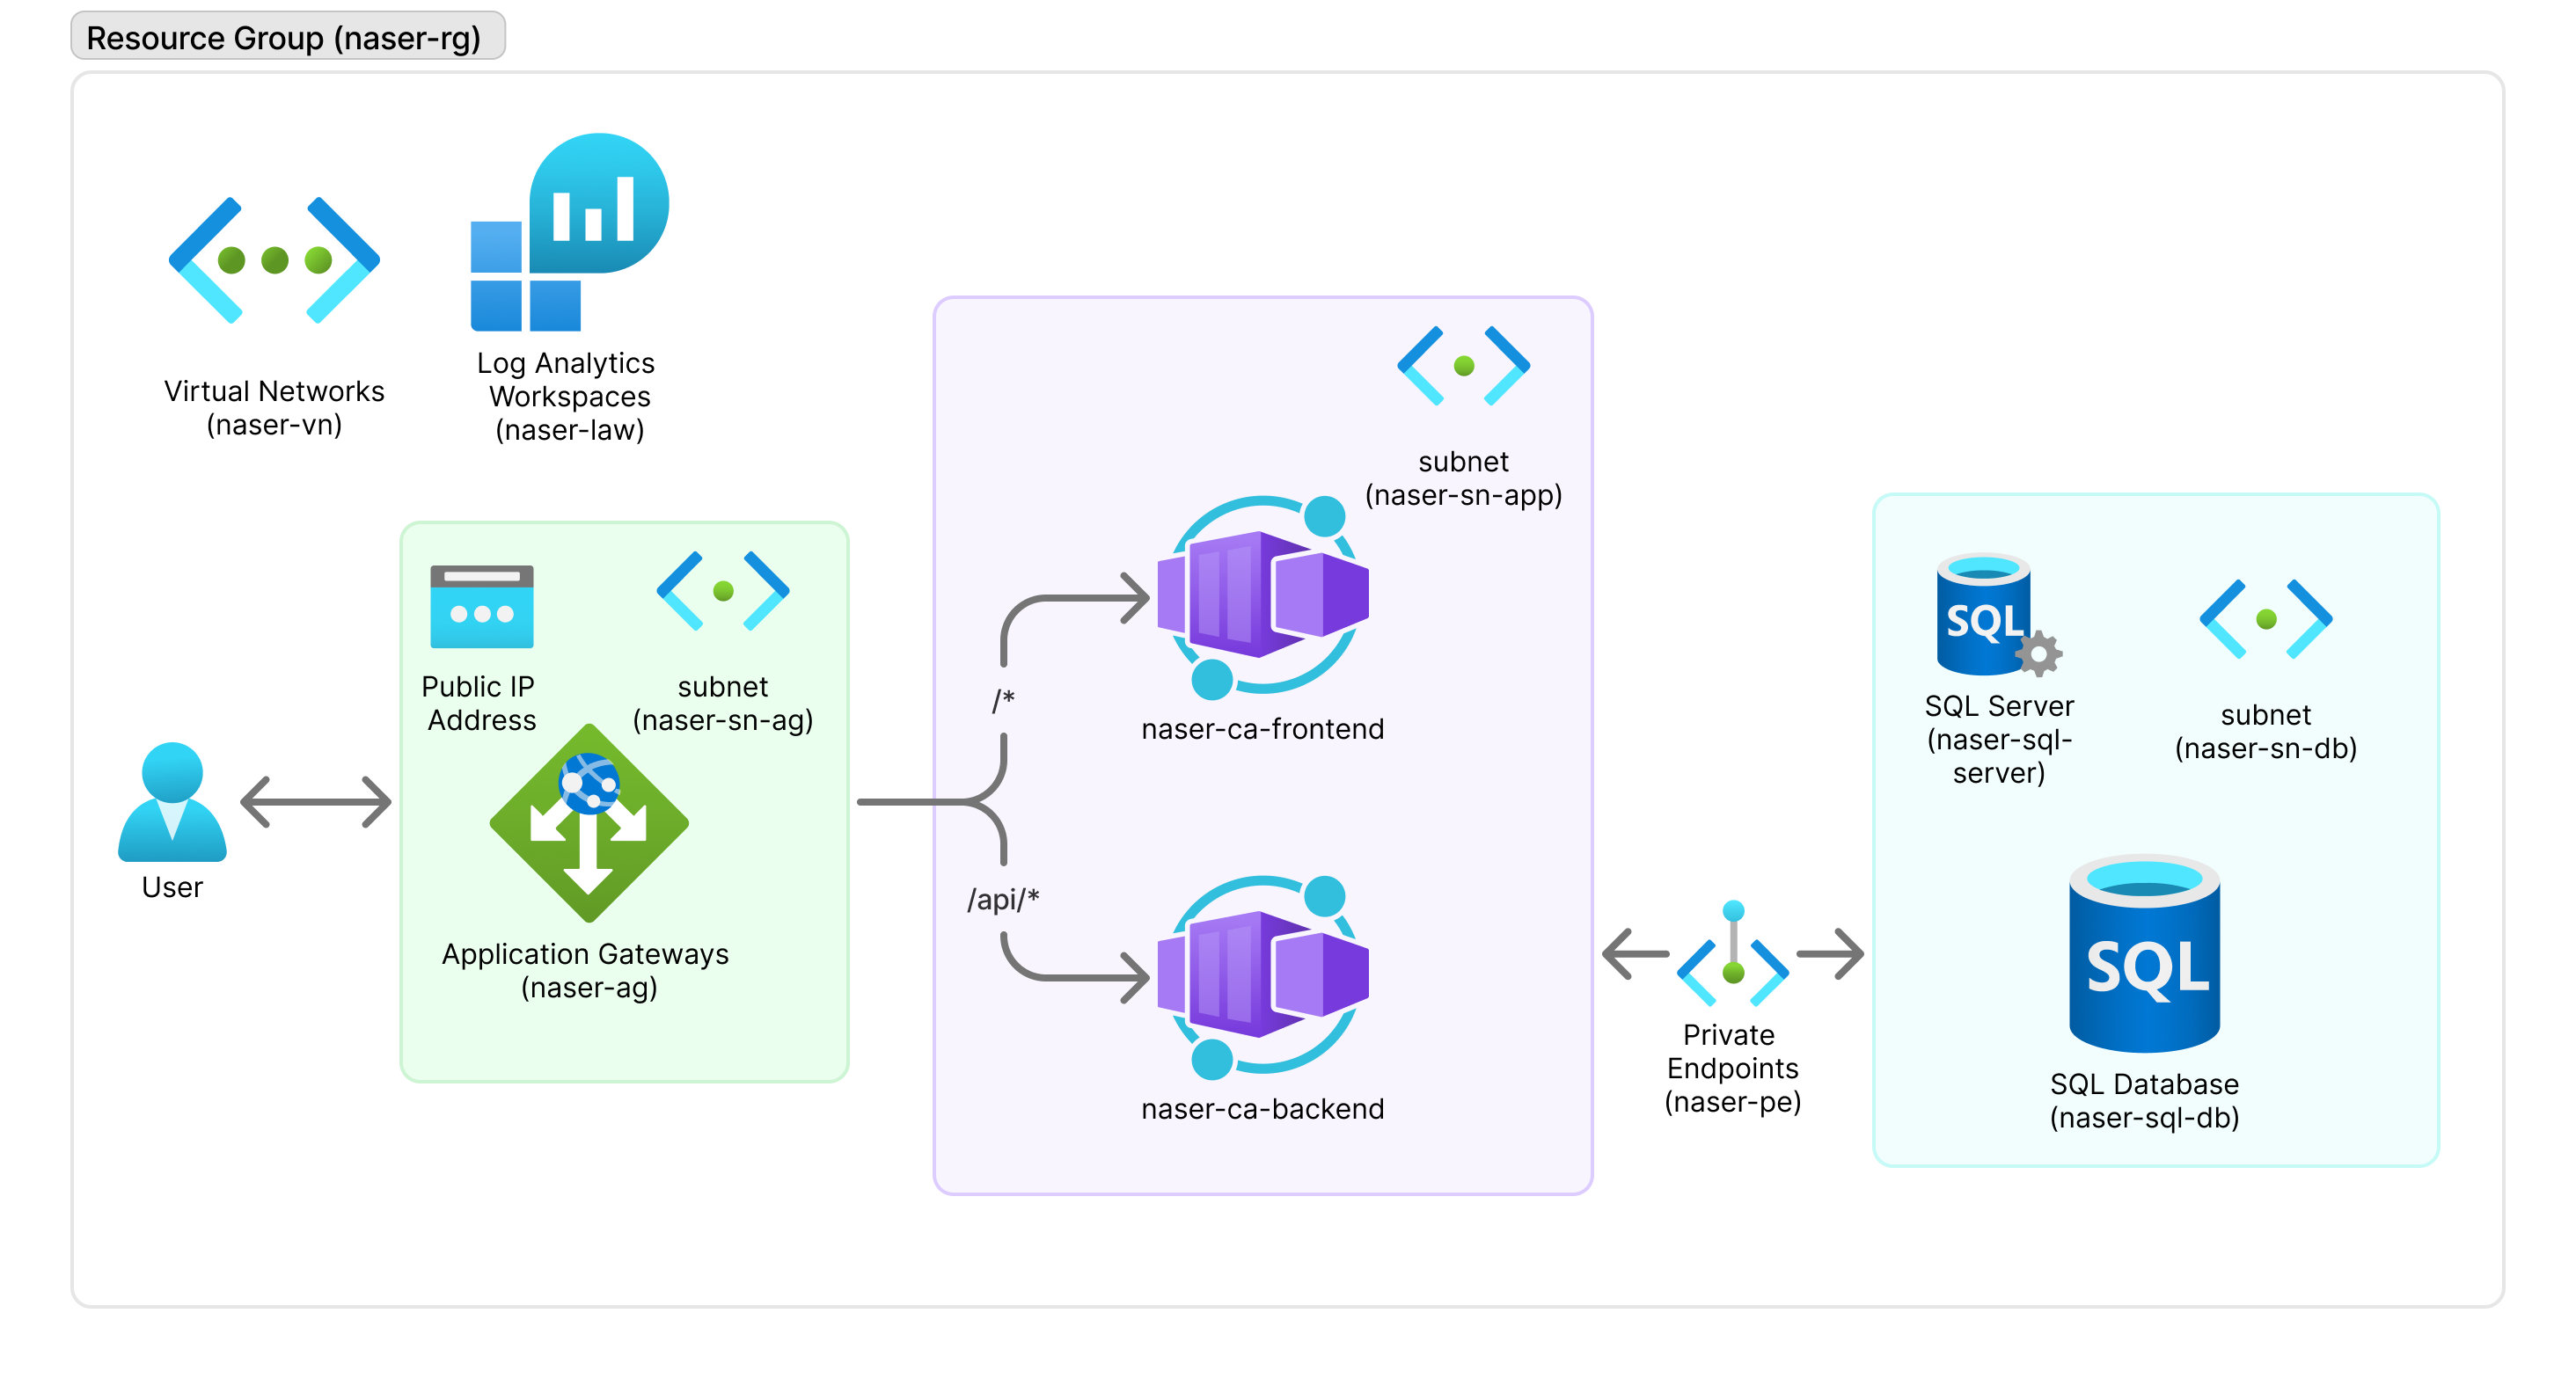 Resource Group (naser-rg)
Virtual Networks
(naser-vn)
Log Analytics
Workspaces
(naser-law)
Public IP
Address
subnet
(naser-sn-ag)
User
Application Gateways
(naser-ag)
/*
/api/*
subnet
(naser-sn-app)
naser-ca-frontend
naser-ca-backend
Private
Endpoints
(naser-pe)
SQL
SQL Server
(naser-sql-
server)
subnet
(naser-sn-db)
SQL
SQL Database
(naser-sql-db)